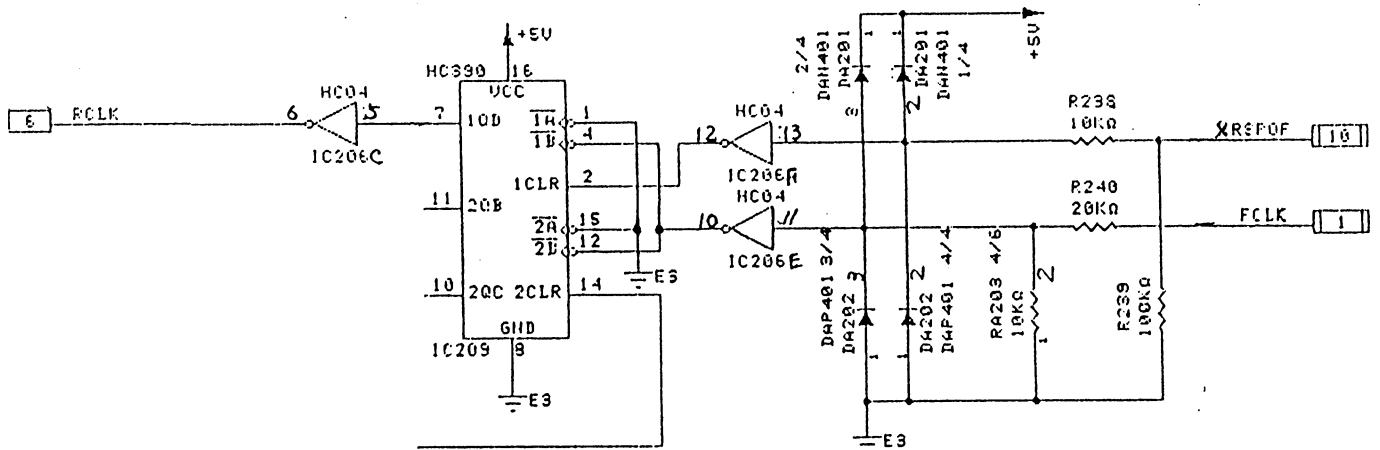 +5V
HC390 16
VCC
6 RCLK 6 HC04 5 7 1QD
IC206C
1A 1
1B 4
1CLR 2
11 2QB
2A 15
2B 12
10 2QC 2CLR 14
GND
IC209 8
E3
E3
12 HC04 13
IC206F
HC04
10 11
IC206E
2/4
DAN401
DA201
3
1
1
DA201
DAN401
1/4
2
+5V
R238
10KΩ
XRSPOF 10
R240
20KΩ
FCLK 1
DAP401 3/4
DA202
3
1
2
DA202
DAP401 4/4
1
RA203 4/6
10KΩ
2
1
R239
100KΩ
E3